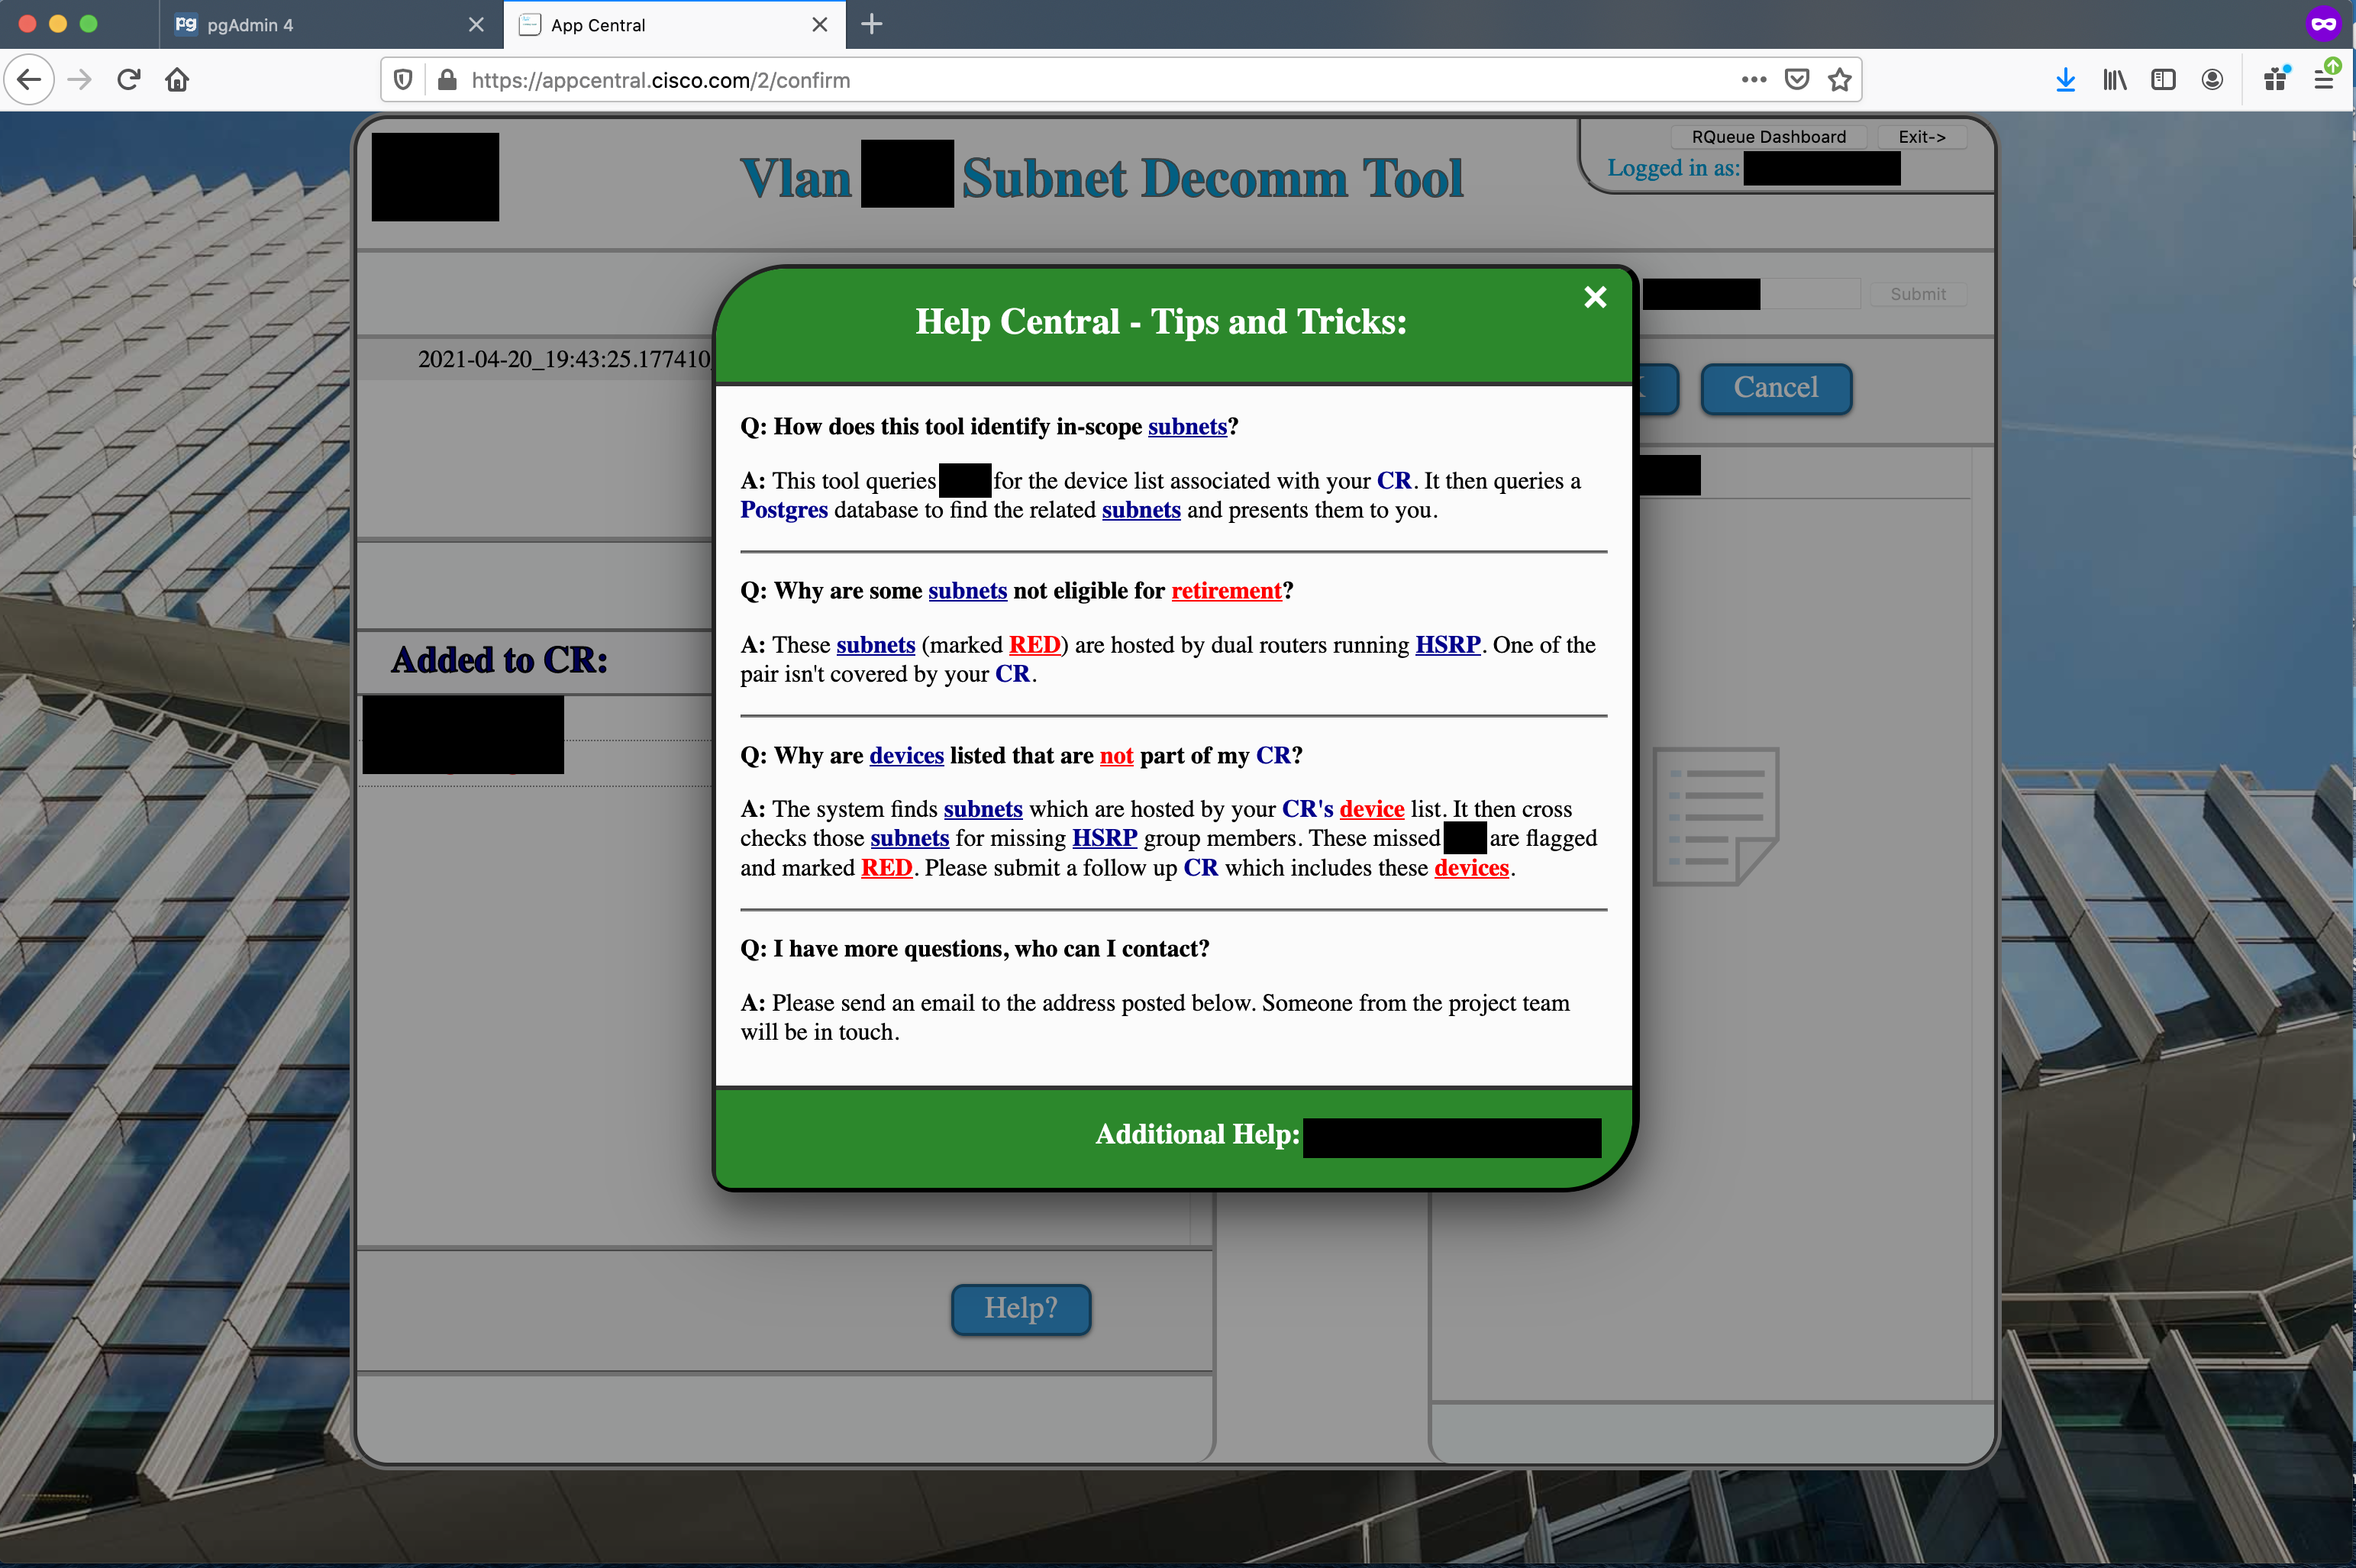 pgAdmin 4
App Central
https://appcentral.cisco.com/2/confirm
RQueue Dashboard Exit->
Vlan Subnet Decomm Tool
Logged in as:
Submit
2021-04-20_19:43:25.177410
Cancel
Added to CR:
Help Central - Tips and Tricks:
Q: How does this tool identify in-scope subnets?
A: This tool queries for the device list associated with your CR. It then queries a
Postgres database to find the related subnets and presents them to you.
Q: Why are some subnets not eligible for retirement?
A: These subnets (marked RED) are hosted by dual routers running HSRP. One of the
pair isn't covered by your CR.
Q: Why are devices listed that are not part of my CR?
A: The system finds subnets which are hosted by your CR's device list. It then cross
checks those subnets for missing HSRP group members. These missed are flagged
and marked RED. Please submit a follow up CR which includes these devices.
Q: I have more questions, who can I contact?
A: Please send an email to the address posted below. Someone from the project team
will be in touch.
Additional Help:
Help?